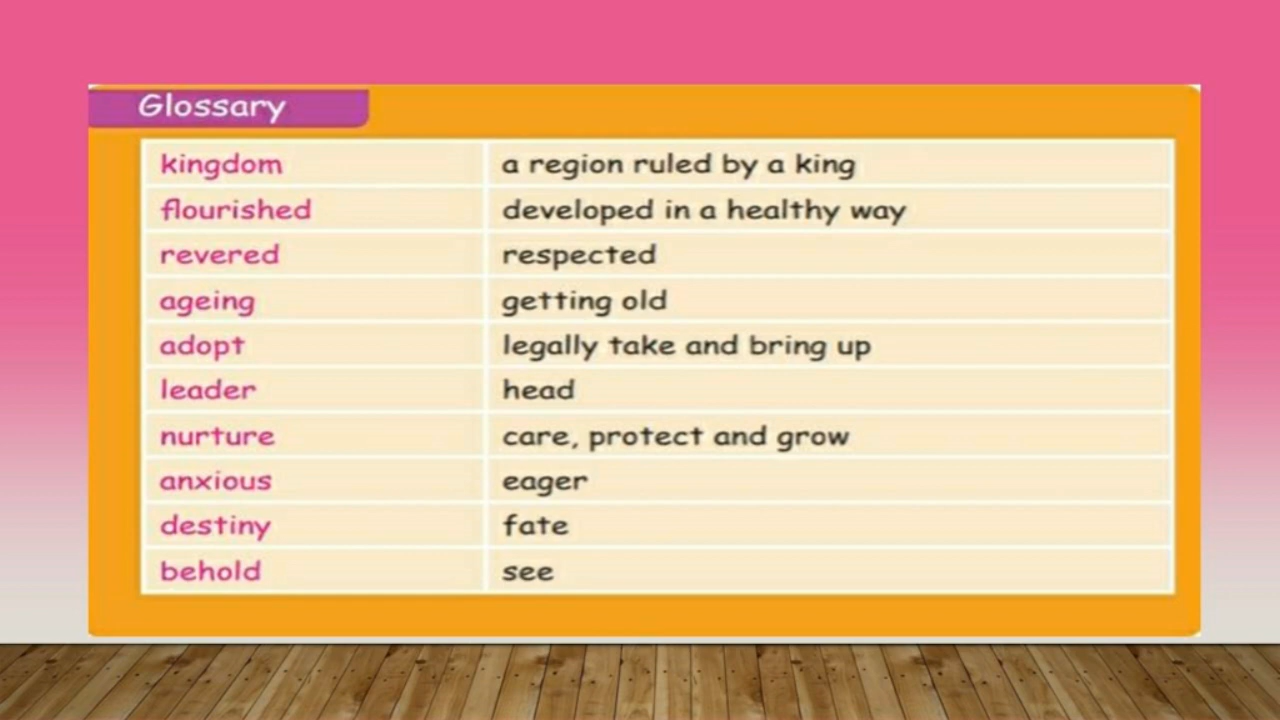 Glossary
kingdom a region ruled by a king
flourished developed in a healthy way
revered respected
ageing getting old
adopt legally take and bring up
leader head
nurture care, protect and grow
anxious eager
destiny fate
behold see